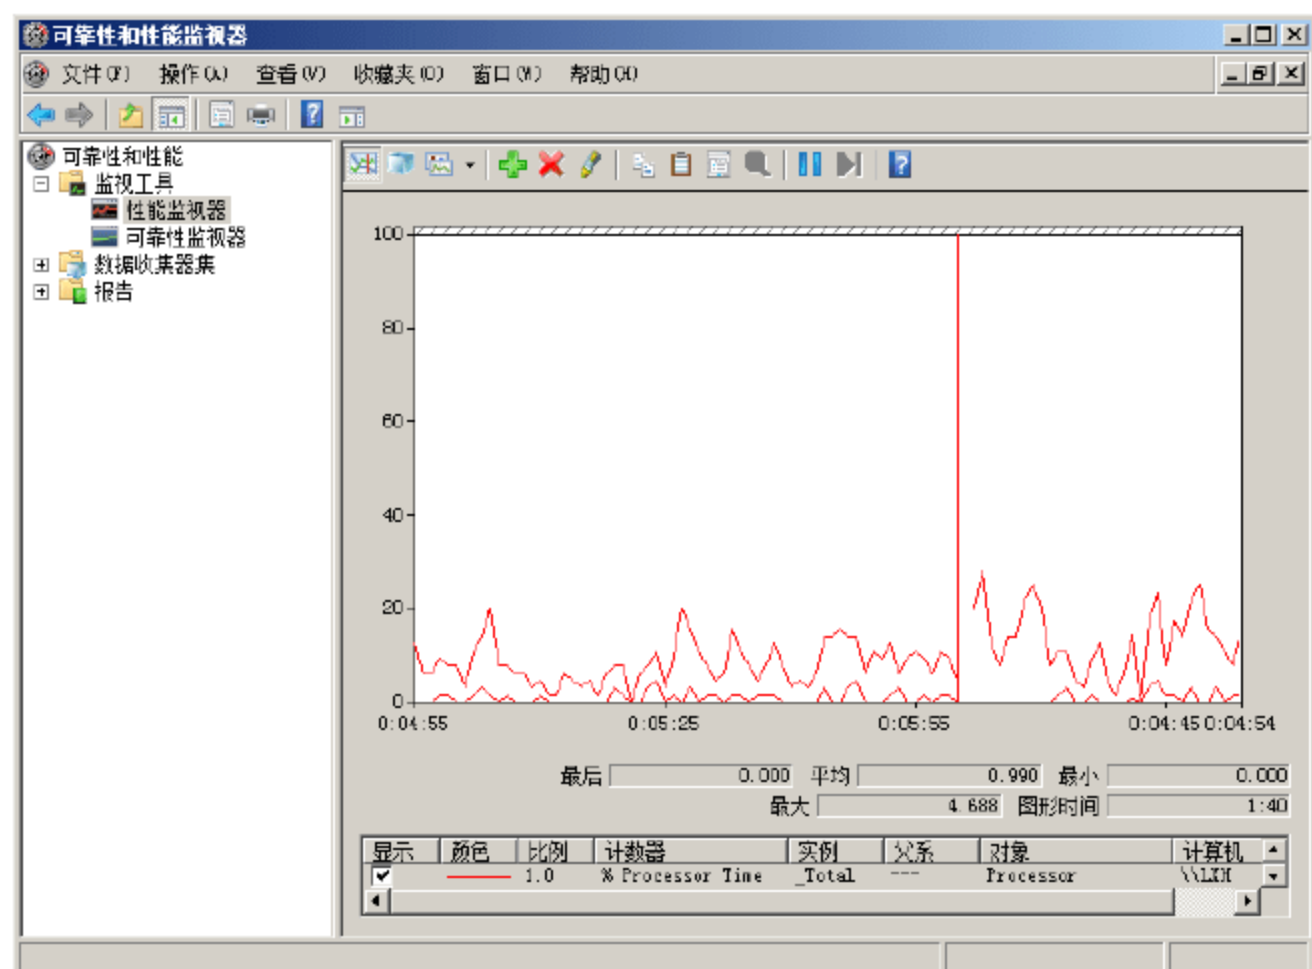 可靠性和性能监视器
文件(F) 操作(A) 查看(V) 收藏夹(O) 窗口(W) 帮助(H)
可靠性和性能
监视工具
性能监视器
可靠性监视器
数据收集器集
报告
100
80
60
40
20
0
0:04:55 0:05:25 0:05:55 0:04:45 0:04:54
最后 0.000 平均 0.990 最小 0.000
最大 4.688 图形时间 1:40
显示 颜色 比例 计数器 实例 父系 对象 计算机
1.0 % Processor Time _Total --- Processor \\LXH